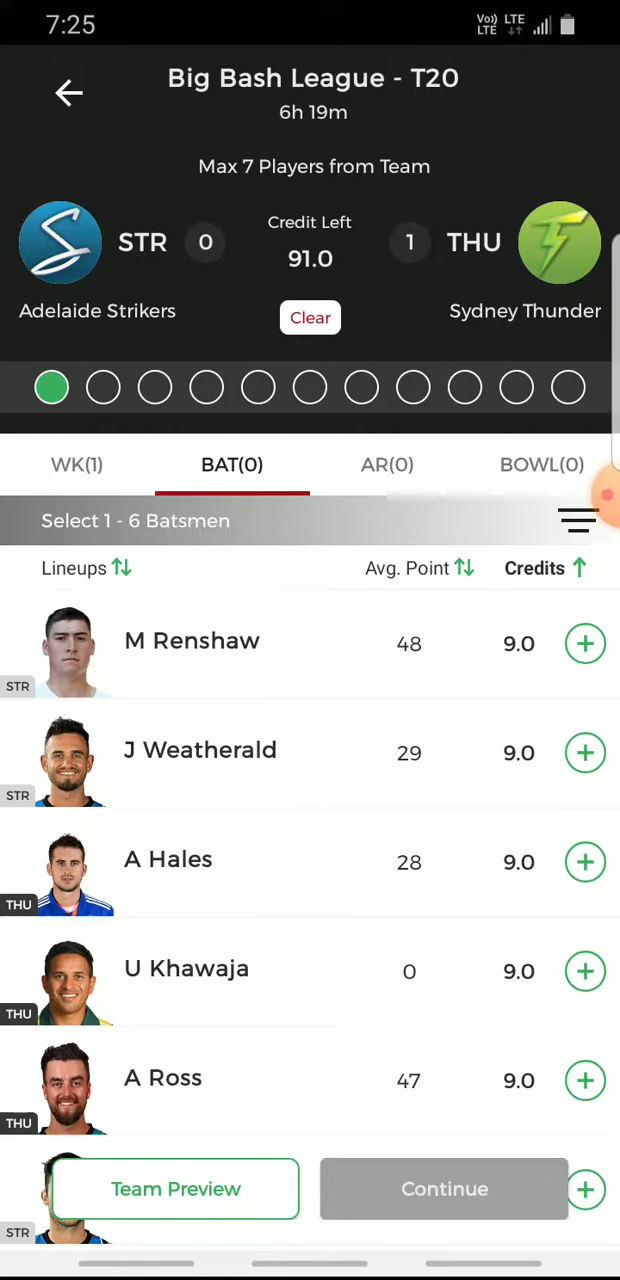 7:25
Vo)) LTE
LTE
Big Bash League - T20
6h 19m
Max 7 Players from Team
STR 0 Credit Left 1 THU
91.0
Adelaide Strikers Clear Sydney Thunder
WK(1) BAT(0) AR(0) BOWL(0)
Select 1 - 6 Batsmen
Lineups Avg. Point Credits
M Renshaw 48 9.0
STR
J Weatherald 29 9.0
STR
A Hales 28 9.0
THU
U Khawaja 0 9.0
THU
A Ross 47 9.0
THU
Team Preview Continue
STR